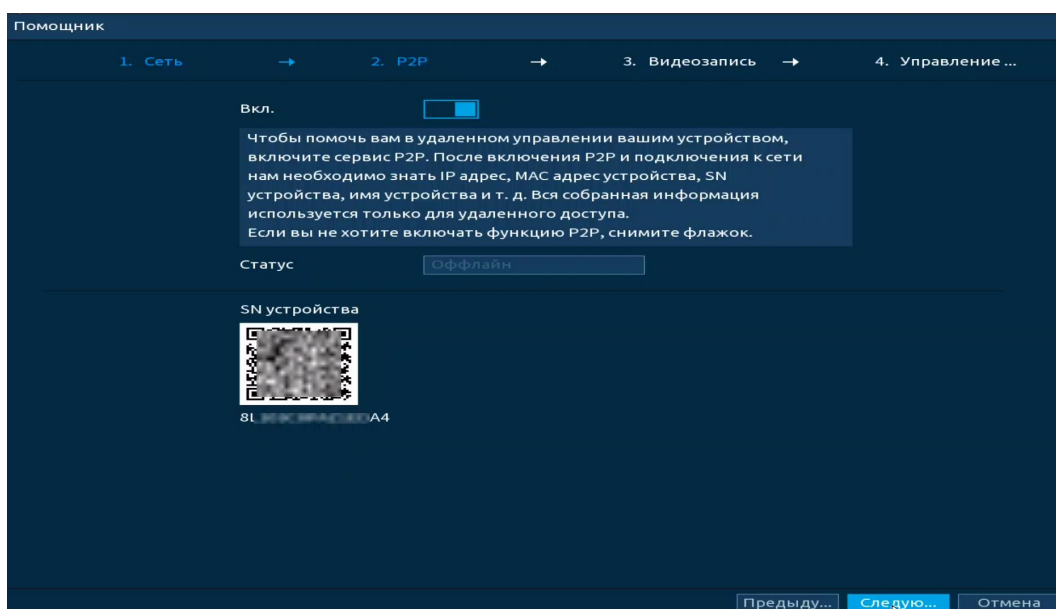 Помощник
1. Сеть → 2. P2P → 3. Видеозапись → 4. Управление ...
Вкл.
Чтобы помочь вам в удаленном управлении вашим устройством,
включите сервис P2P. После включения P2P и подключения к сети
нам необходимо знать IP адрес, MAC адрес устройства, SN
устройства, имя устройства и т. д. Вся собранная информация
используется только для удаленного доступа.
Если вы не хотите включать функцию P2P, снимите флажок.
Статус Оффлайн
SN устройства
8L A4
Предыду... Следую... Отмена